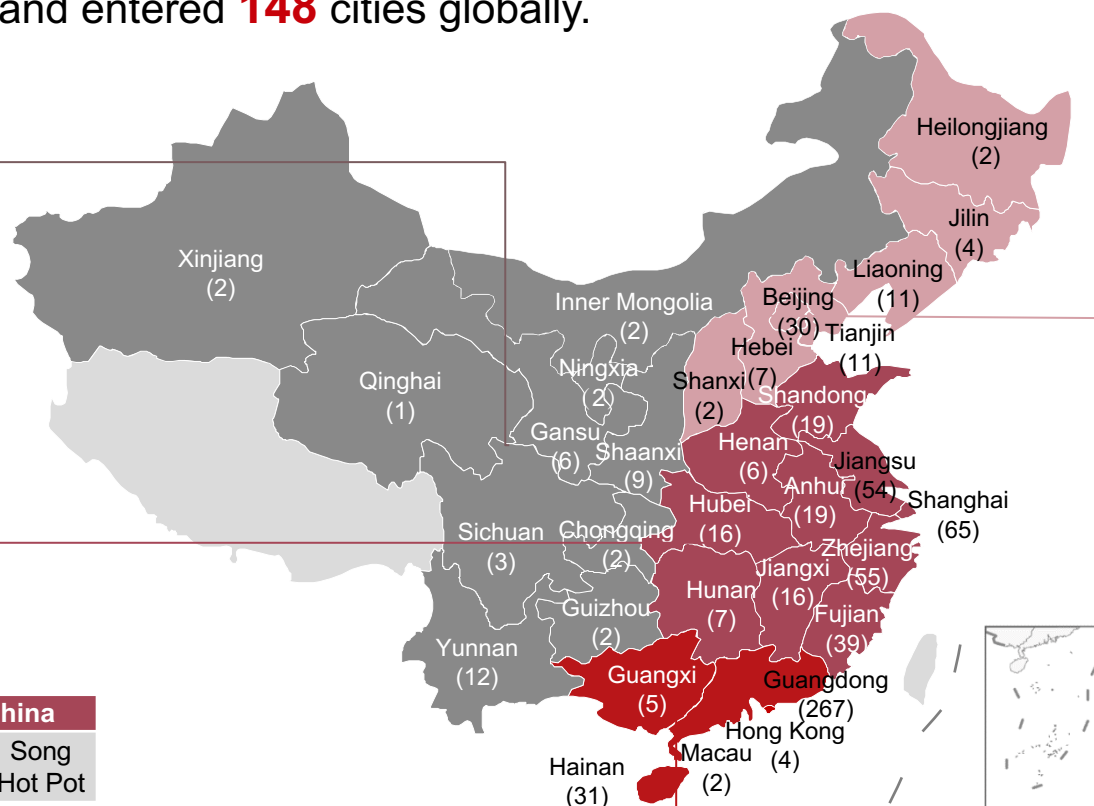 and entered 148 cities globally.
Heilongjiang
(2)
Jilin
(4)
Liaoning
(11)
Xinjiang
(2)
Inner Mongolia
(2)
Beijing
(30)
Tianjin
(11)
Hebei
(7)
Ningxia
(2)
Shanxi
(2)
Qinghai
(1)
Shandong
(19)
Gansu
(6)
Shaanxi
(9)
Henan
(6)
Jiangsu
(54)
Anhui
(19)
Shanghai
(65)
Hubei
(16)
Sichuan
(3)
Chongqing
(2)
Zhejiang
(55)
Jiangxi
(16)
Hunan
(7)
Guizhou
(2)
Fujian
(39)
Yunnan
(12)
Guangxi
(5)
Guangdong
(267)
Hong Kong
(4)
Macau
(2)
Hainan
(31)
hina
Song
Hot Pot